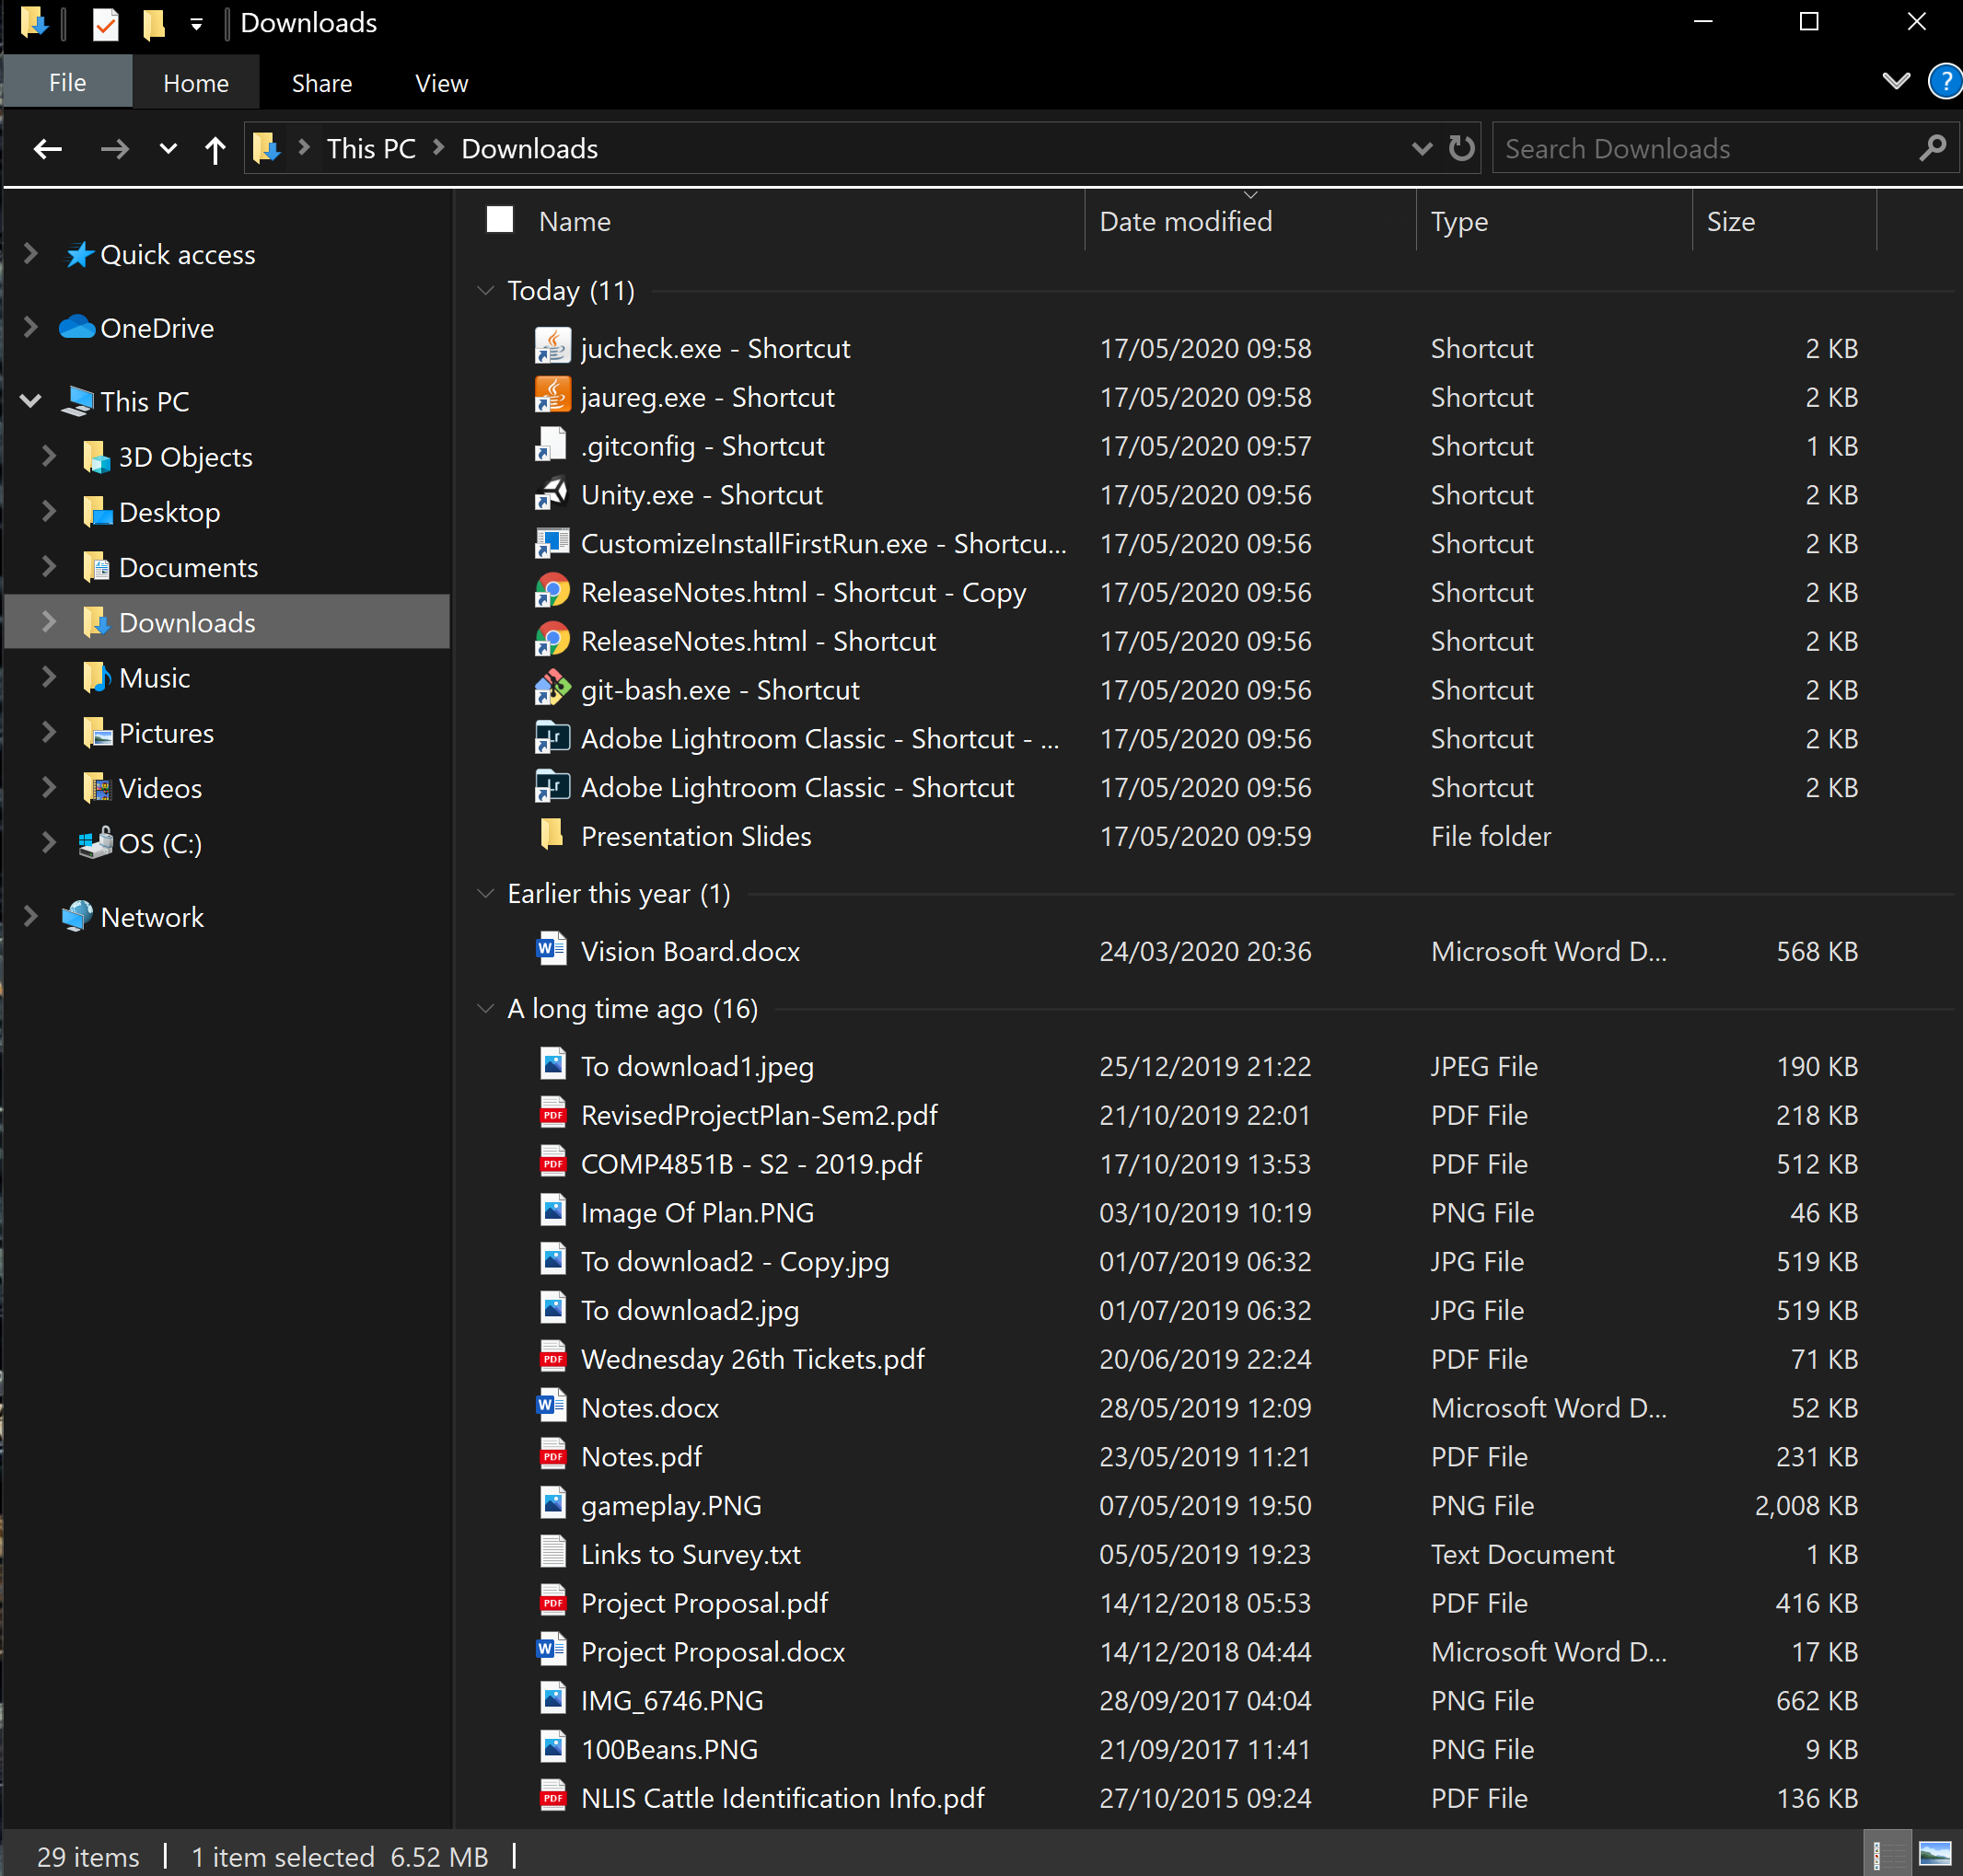 Downloads
File Home Share View
This PC Downloads Search Downloads
Name Date modified Type Size
Quick access
OneDrive
This PC
3D Objects
Desktop
Documents
Downloads
Music
Pictures
Videos
OS (C:)
Network
Today (11)
jucheck.exe - Shortcut 17/05/2020 09:58 Shortcut 2 KB
jaureg.exe - Shortcut 17/05/2020 09:58 Shortcut 2 KB
.gitconfig - Shortcut 17/05/2020 09:57 Shortcut 1 KB
Unity.exe - Shortcut 17/05/2020 09:56 Shortcut 2 KB
CustomizeInstallFirstRun.exe - Shortcu... 17/05/2020 09:56 Shortcut 2 KB
ReleaseNotes.html - Shortcut - Copy 17/05/2020 09:56 Shortcut 2 KB
ReleaseNotes.html - Shortcut 17/05/2020 09:56 Shortcut 2 KB
git-bash.exe - Shortcut 17/05/2020 09:56 Shortcut 2 KB
Adobe Lightroom Classic - Shortcut - ... 17/05/2020 09:56 Shortcut 2 KB
Adobe Lightroom Classic - Shortcut 17/05/2020 09:56 Shortcut 2 KB
Presentation Slides 17/05/2020 09:59 File folder
Earlier this year (1)
Vision Board.docx 24/03/2020 20:36 Microsoft Word D... 568 KB
A long time ago (16)
To download1.jpeg 25/12/2019 21:22 JPEG File 190 KB
RevisedProjectPlan-Sem2.pdf 21/10/2019 22:01 PDF File 218 KB
COMP4851B - S2 - 2019.pdf 17/10/2019 13:53 PDF File 512 KB
Image Of Plan.PNG 03/10/2019 10:19 PNG File 46 KB
To download2 - Copy.jpg 01/07/2019 06:32 JPG File 519 KB
To download2.jpg 01/07/2019 06:32 JPG File 519 KB
Wednesday 26th Tickets.pdf 20/06/2019 22:24 PDF File 71 KB
Notes.docx 28/05/2019 12:09 Microsoft Word D... 52 KB
Notes.pdf 23/05/2019 11:21 PDF File 231 KB
gameplay.PNG 07/05/2019 19:50 PNG File 2,008 KB
Links to Survey.txt 05/05/2019 19:23 Text Document 1 KB
Project Proposal.pdf 14/12/2018 05:53 PDF File 416 KB
Project Proposal.docx 14/12/2018 04:44 Microsoft Word D... 17 KB
IMG_6746.PNG 28/09/2017 04:04 PNG File 662 KB
100Beans.PNG 21/09/2017 11:41 PNG File 9 KB
NLIS Cattle Identification Info.pdf 27/10/2015 09:24 PDF File 136 KB
29 items 1 item selected 6.52 MB